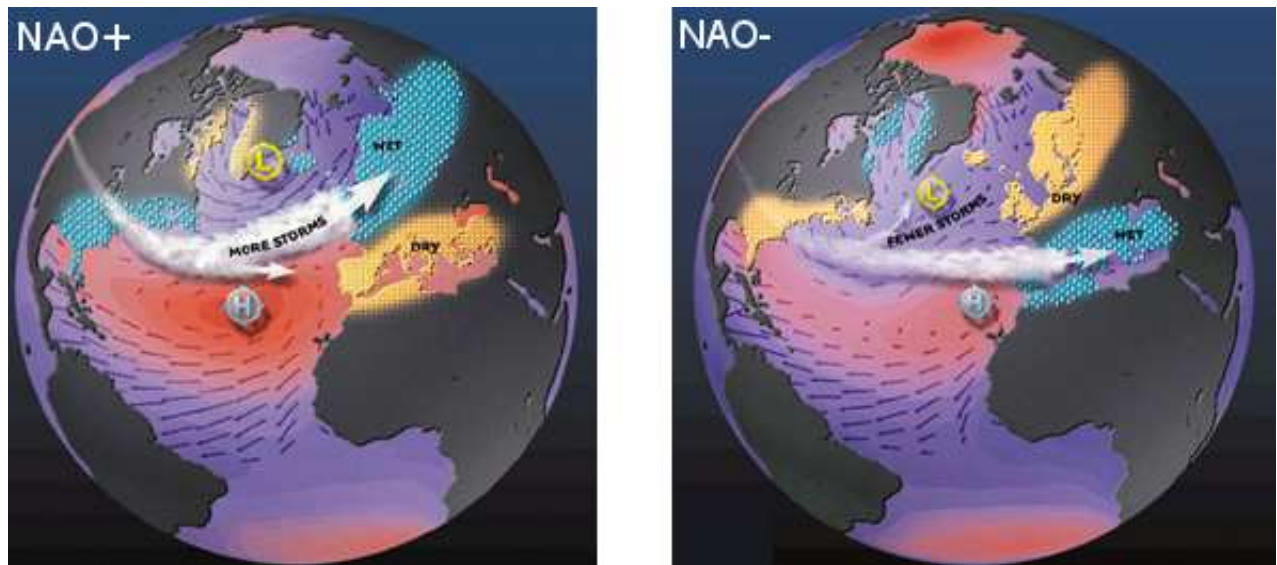 NAO+
L
WET
MORE STORMS
DRY
H
NAO-
L
DRY
FEWER STORMS
WET
H